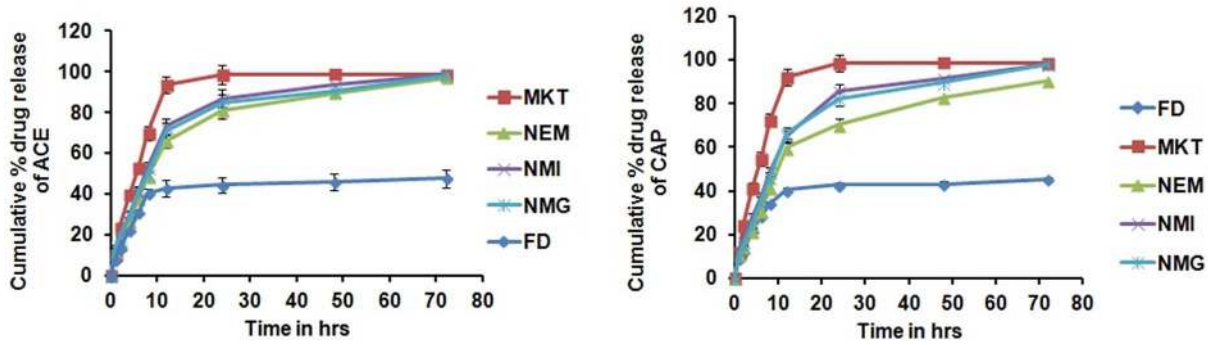 Cumulative % drug release
of ACE
120
100
80
60
40
20
0
0 10 20 30 40 50 60 70 80
Time in hrs
MKT
NEM
NMI
NMG
FD
Cumulative % drug release
of CAP
120
100
80
60
40
20
0
0 10 20 30 40 50 60 70 80
Time in hrs
FD
MKT
NEM
NMI
NMG